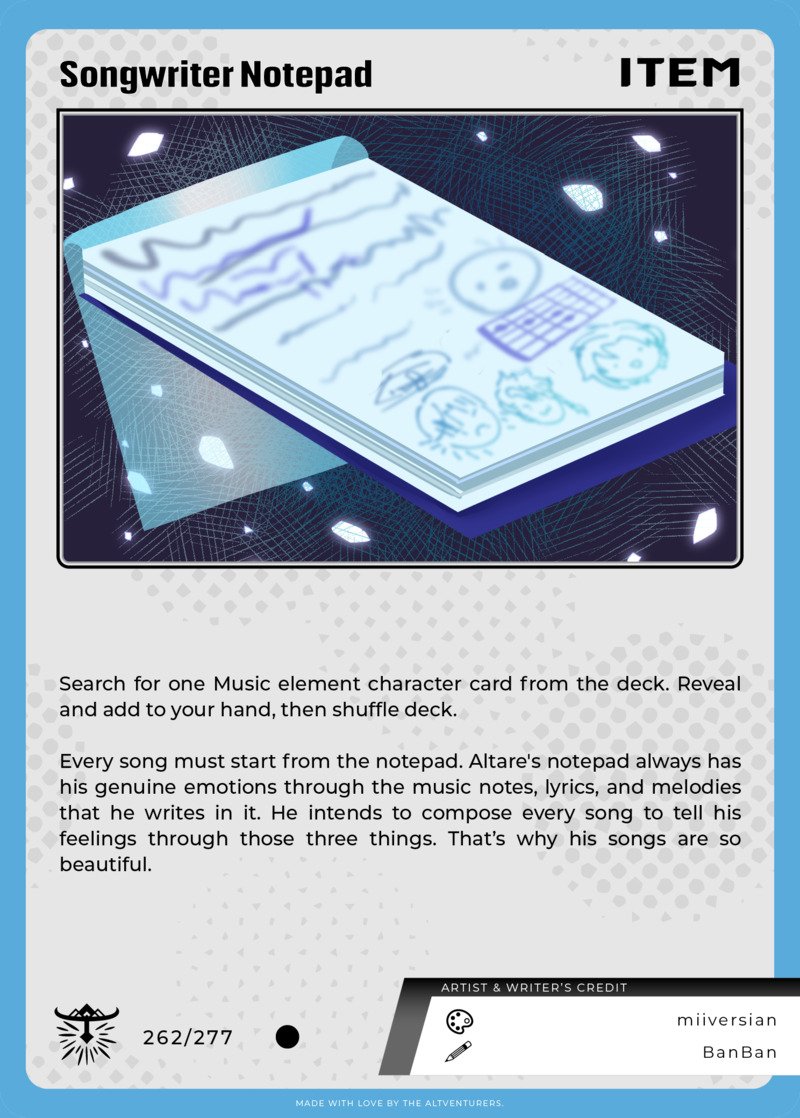 Songwriter Notepad
ITEM
Search for one Music element character card from the deck. Reveal
and add to your hand, then shuffle deck.
Every song must start from the notepad. Altare's notepad always has
his genuine emotions through the music notes, lyrics, and melodies
that he writes in it. He intends to compose every song to tell his
feelings through those three things. That’s why his songs are so
beautiful.
ARTIST & WRITER’S CREDIT
262/277
miiversian
BanBan
MADE WITH LOVE BY THE ALTVENTURERS.